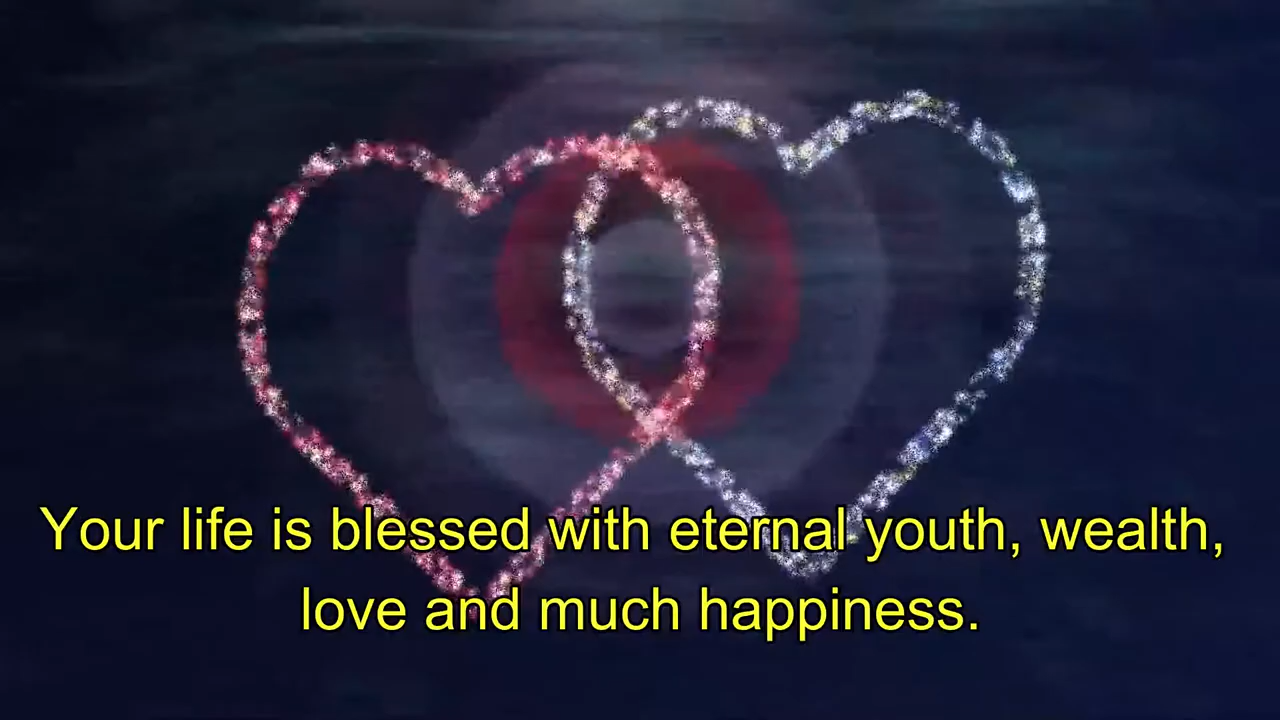 Your life is blessed with eternal youth, wealth,
love and much happiness.